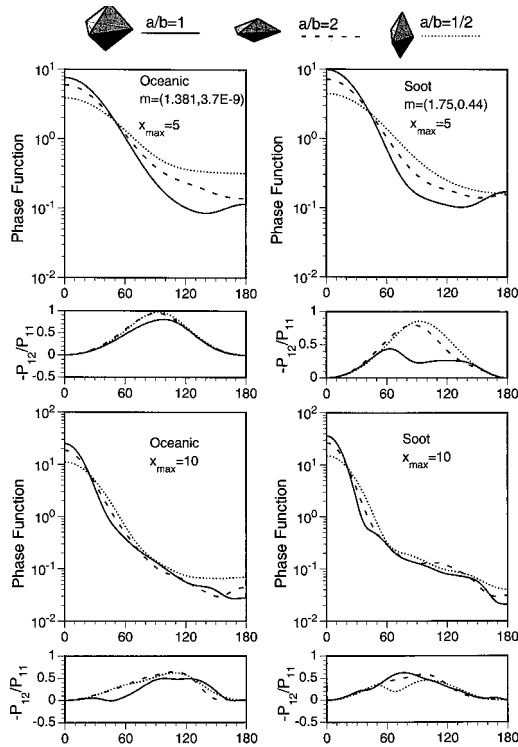 a/b=1 a/b=2 a/b=1/2
10^1 10^1
Oceanic Soot
m=(1.381,3.7E-9) m=(1.75,0.44)
x_max=5 x_max=5
10^0 10^0
Phase Function Phase Function
10^-1 10^-1
10^-2 10^-2
0 60 120 180 0 60 120 180
1 1
0.5 0.5
0 0
-0.5 -0.5
-P_12/P_11 -P_12/P_11
0 60 120 180 0 60 120 180
10^2 10^2
Oceanic Soot
x_max=10 x_max=10
10^1 10^1
10^0 10^0
Phase Function Phase Function
10^-1 10^-1
10^-2 10^-2
0 60 120 180 0 60 120 180
1 1
0.5 0.5
0 0
0.5 0.5
-P_12/P_11 -P_12/P_11
0 60 120 180 0 60 120 180